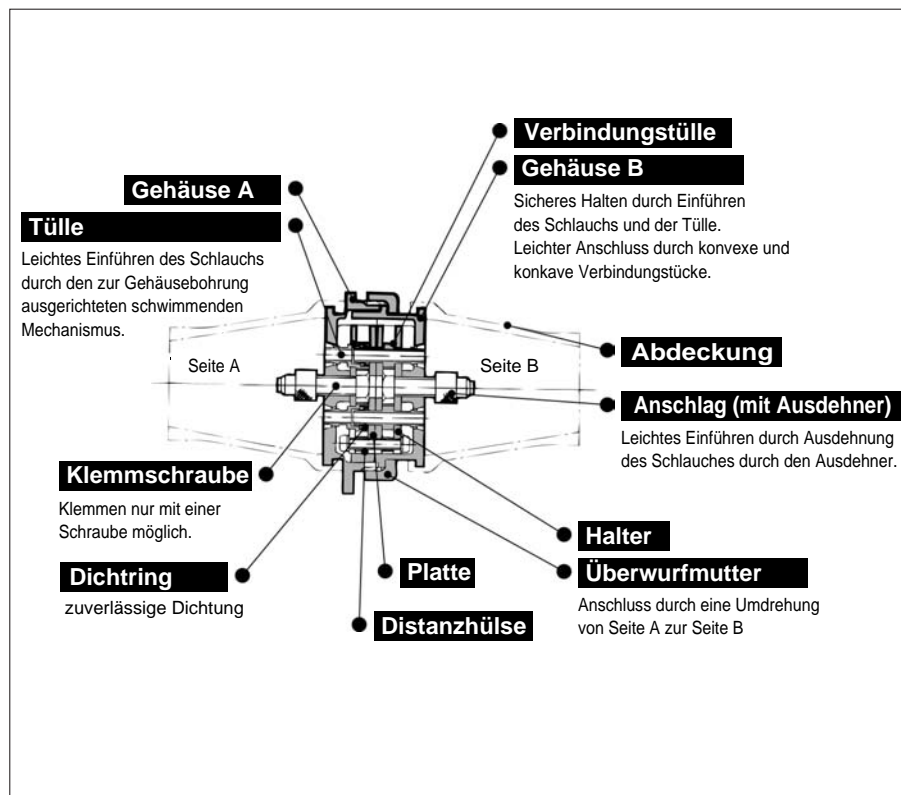 Verbindungstülle
Gehäuse B
Sicheres Halten durch Einführen
des Schlauchs und der Tülle.
Leichter Anschluss durch konvexe und
konkave Verbindungstücke.
Gehäuse A
Tülle
Leichtes Einführen des Schlauchs
durch den zur Gehäusebohrung
ausgerichteten schwimmenden
Mechanismus.
Seite A
Seite B
Abdeckung
Anschlag (mit Ausdehner)
Leichtes Einführen durch Ausdehnung
des Schlauches durch den Ausdehner.
Klemmschraube
Klemmen nur mit einer
Schraube möglich.
Dichtring
zuverlässige Dichtung
Platte
Distanzhülse
Halter
Überwurfmutter
Anschluss durch eine Umdrehung
von Seite A zur Seite B